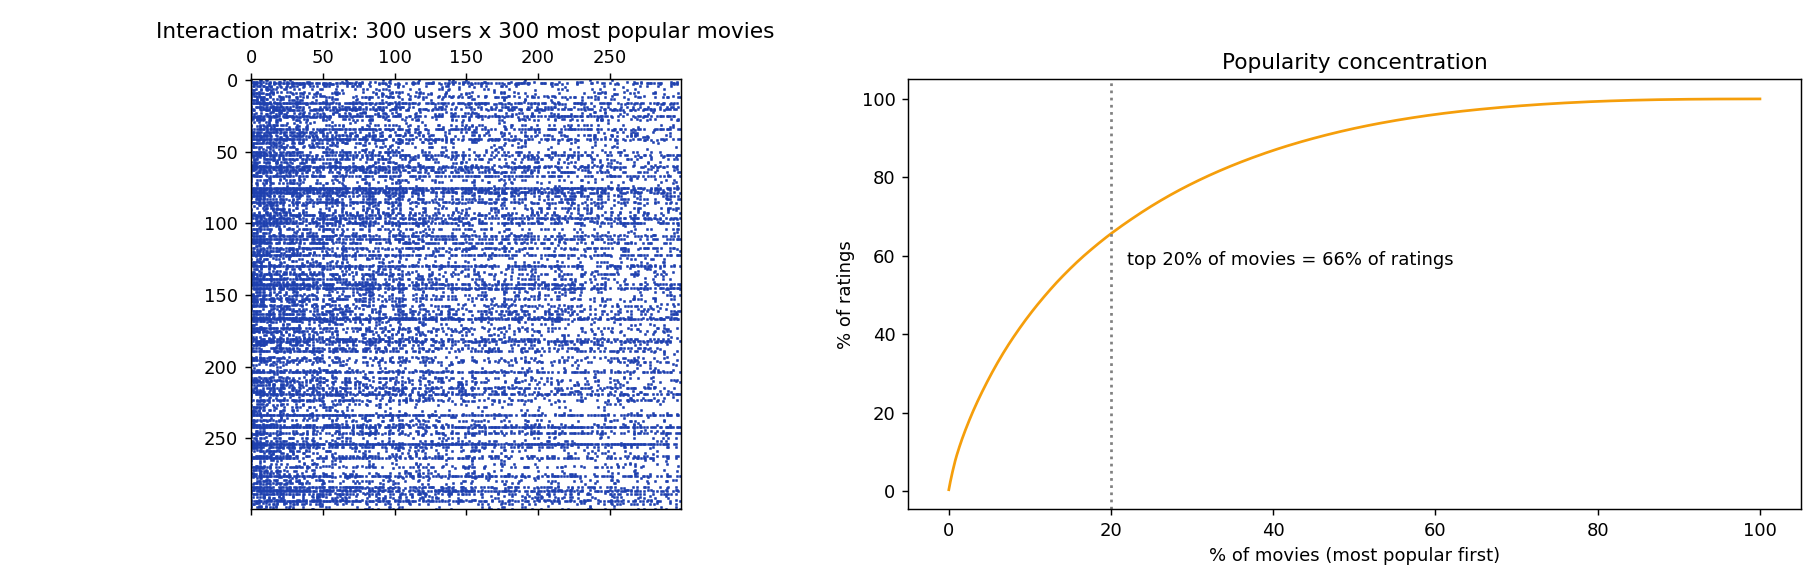 Interaction matrix: 300 users x 300 most popular movies
0 50 100 150 200 250
0
50
100
150
200
250
Popularity concentration
100
80
60
40
20
0
% of ratings
top 20% of movies = 66% of ratings
0 20 40 60 80 100
% of movies (most popular first)